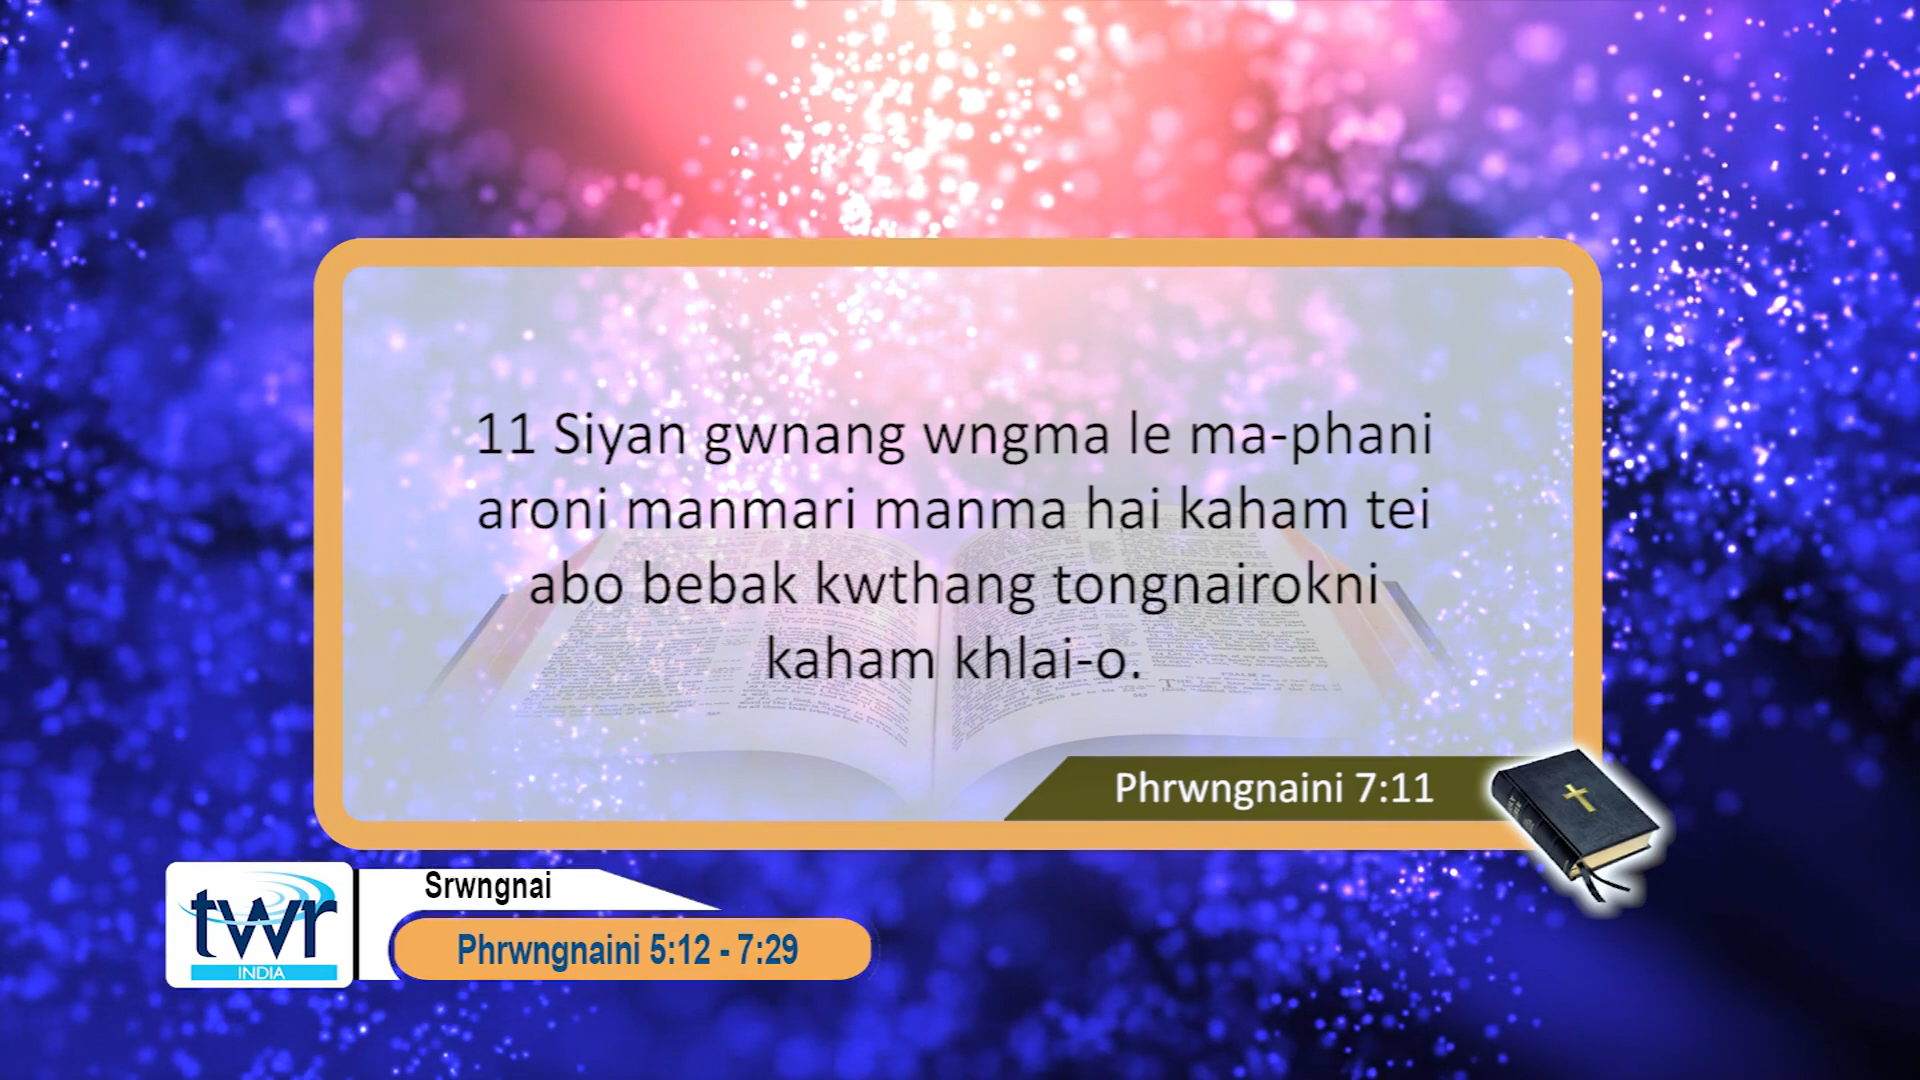 11 Siyan gwnang wngma le ma-phani
aroni manmari manma hai kaham tei
abo bebak kwthang tongnairokni
kaham khlai-o.
Phrwngnaini 7:11
twr
INDIA
Srwngnai
Phrwngnaini 5:12 - 7:29